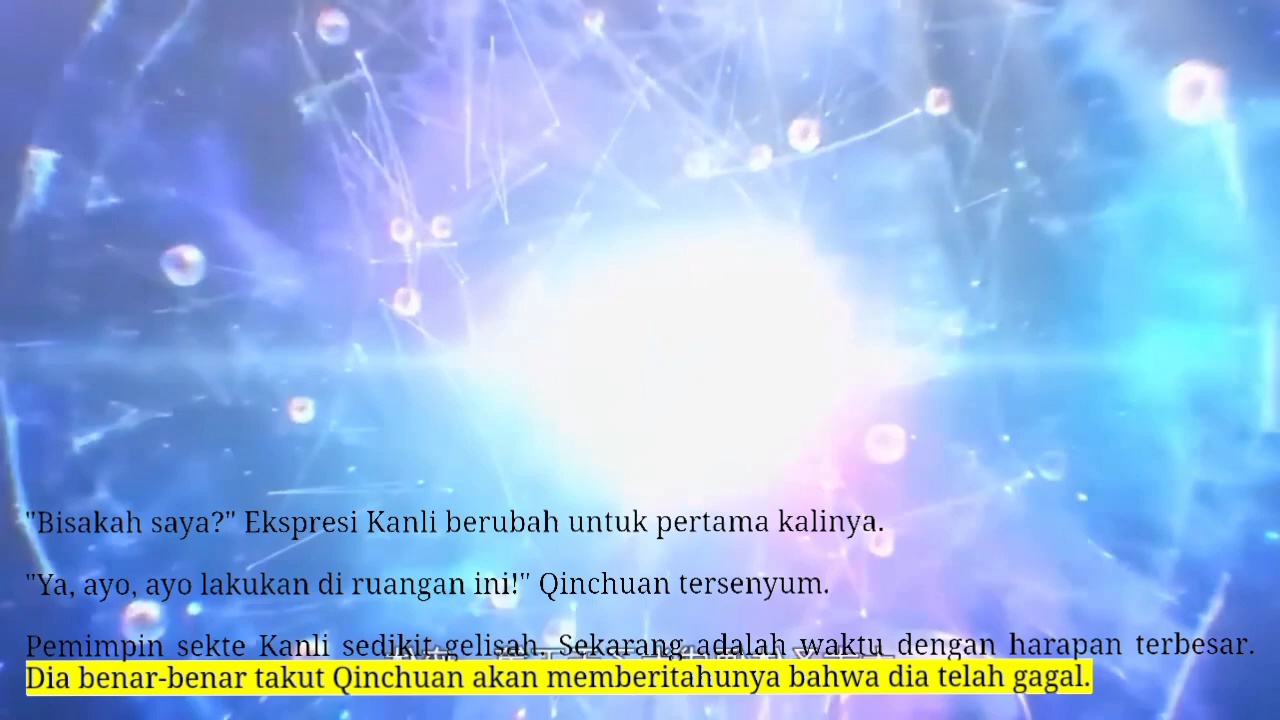 "Bisakah saya?" Ekspresi Kanli berubah untuk pertama kalinya.
"Ya, ayo, ayo lakukan di ruangan ini!" Qinchuan tersenyum.
Pemimpin sekte Kanli sedikit gelisah. Sekarang adalah waktu dengan harapan terbesar.
Dia benar-benar takut Qinchuan akan memberitahunya bahwa dia telah gagal.